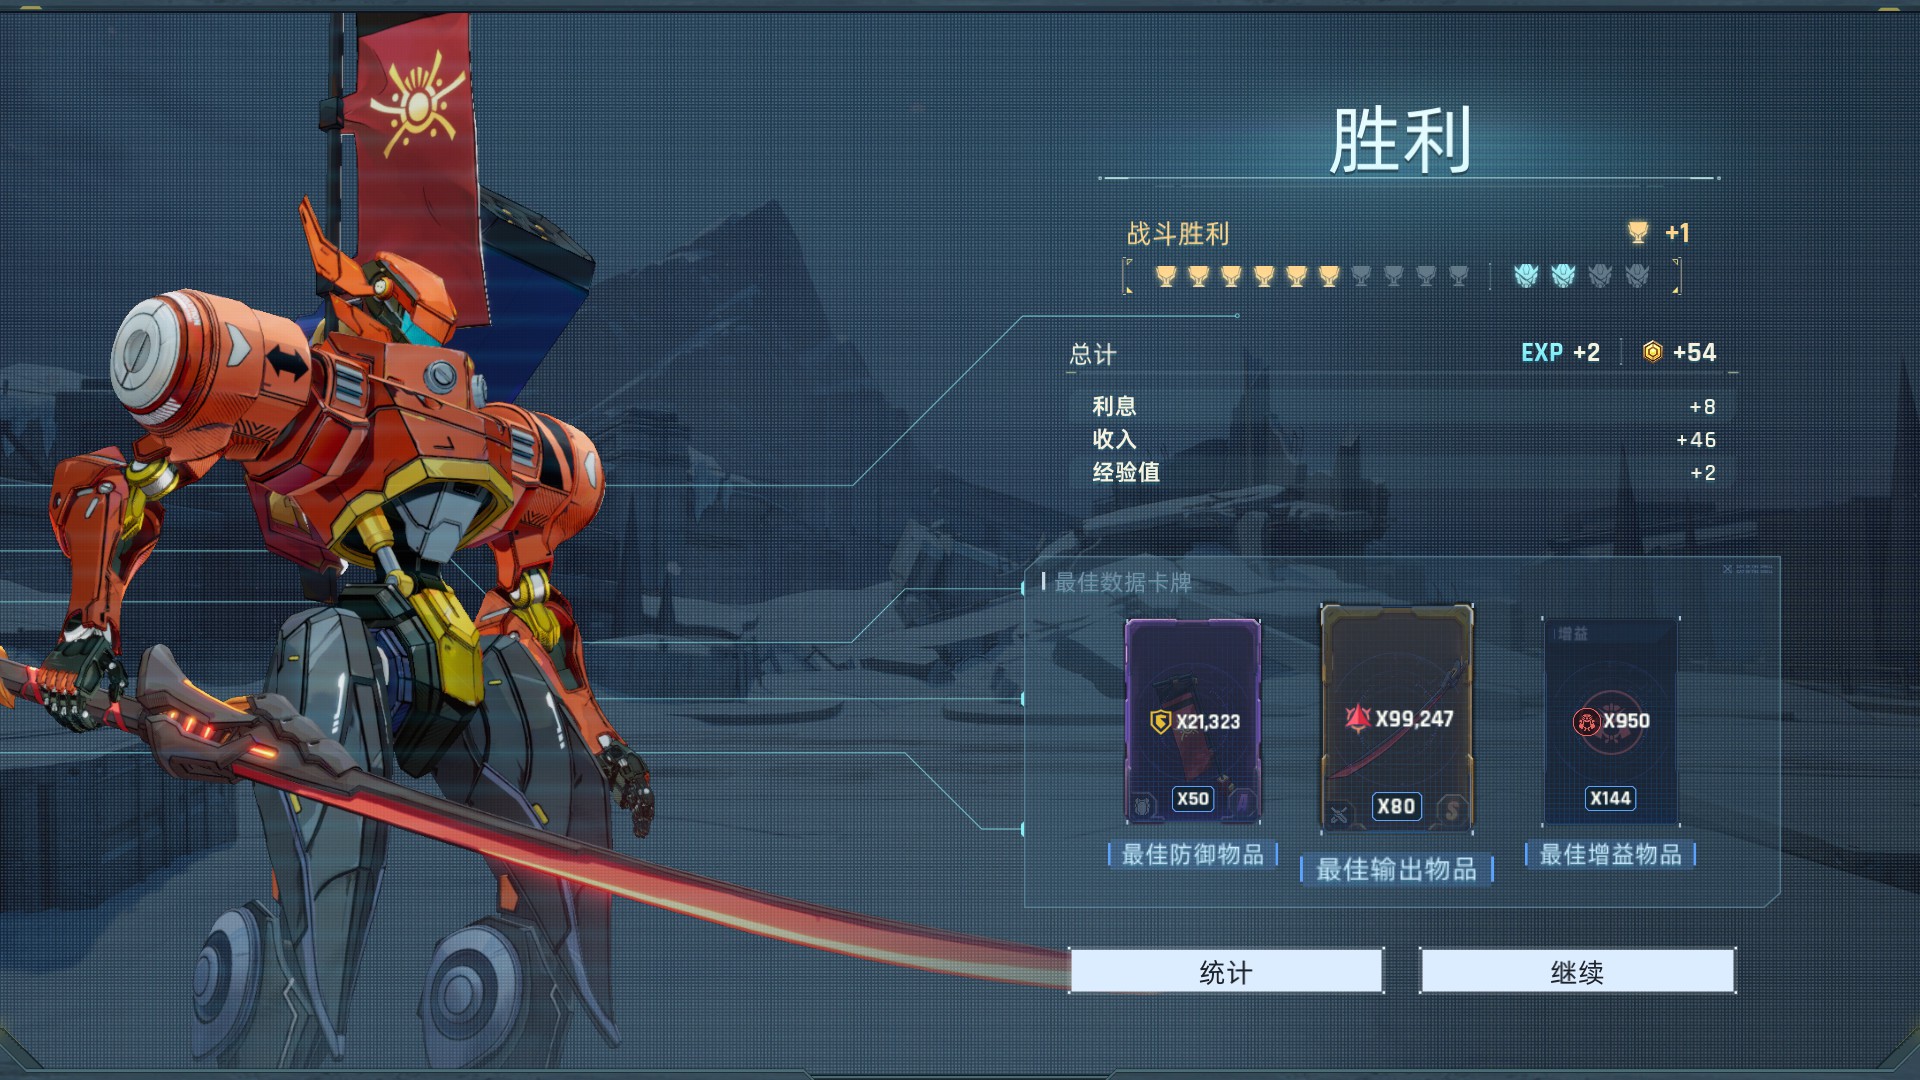 胜利
战斗胜利 +1
总计 EXP +2 +54
利息 +8
收入 +46
经验值 +2
最佳数据卡牌
增益
X21,323
X99,247
X950
X50
X80
X144
最佳防御物品
最佳输出物品
最佳增益物品
统计
继续